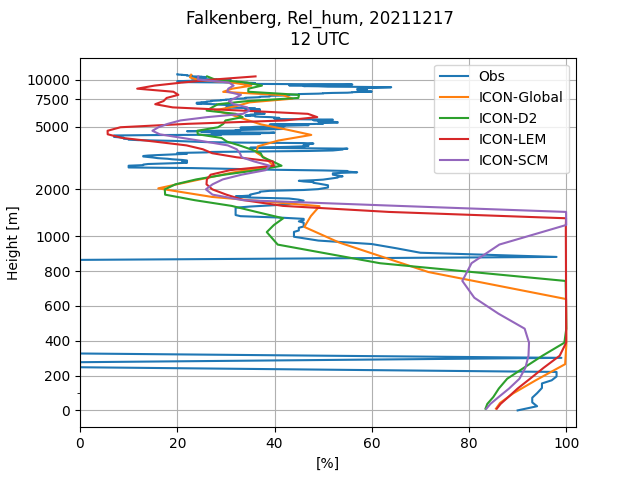 Falkenberg, Rel_hum, 20211217
12 UTC
Obs
ICON-Global
ICON-D2
ICON-LEM
ICON-SCM
10000
7500
5000
2000
1000
800
600
400
200
0
Height [m]
0 20 40 60 80 100
[%]